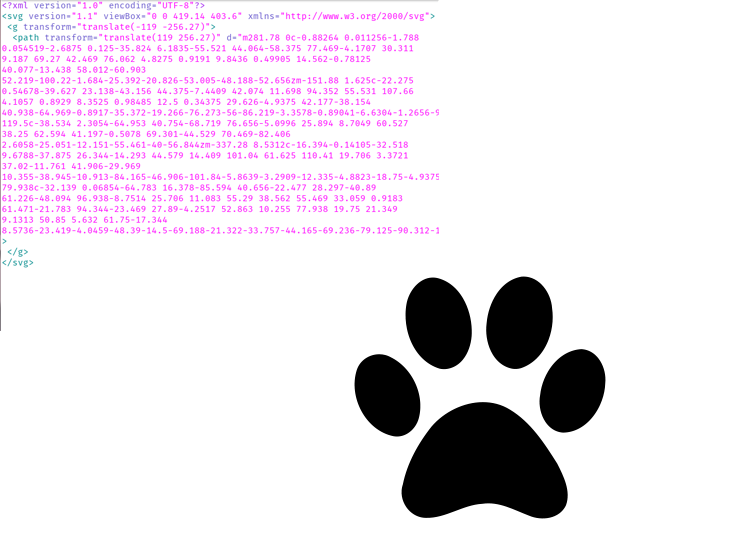 <?xml version="1.0" encoding="UTF-8"?>
<svg version="1.1" viewBox="0 0 419.14 403.6" xmlns="http://www.w3.org/2000/svg">
<g transform="translate(-119 -256.27)">
<path transform="translate(119 256.27)" d="m281.78 0c-0.88264 0.011256-1.788
0.054519-2.6875 0.125-35.824 6.1835-55.521 44.064-58.375 77.469-4.1707 30.311
9.187 69.27 42.469 76.062 4.8275 0.9191 9.8436 0.49905 14.562-0.78125
40.077-13.438 58.012-60.903
52.219-100.22-1.684-25.392-20.826-53.005-48.188-52.656zm-151.88 1.625c-22.275
0.54678-39.627 23.138-43.156 44.375-7.4409 42.074 11.698 94.352 55.531 107.66
4.1057 0.8929 8.3525 0.98485 12.5 0.34375 29.626-4.9375 42.177-38.154
40.938-64.969-0.8917-35.372-19.266-76.273-56-86.219-3.3578-0.89041-6.6304-1.2656-9
119.5c-38.534 2.3058-64.953 40.754-68.719 76.656-5.0996 25.894 8.7049 60.527
38.25 62.594 41.197-0.5078 69.301-44.529 70.469-82.406
2.6058-25.051-12.151-55.461-40-56.844zm-337.28 8.5312c-16.394-0.14105-32.518
9.6788-37.875 26.344-14.293 44.579 14.409 101.04 61.625 110.41 19.706 3.3721
37.02-11.761 41.906-29.969
10.355-38.945-10.913-84.165-46.906-101.84-5.8639-3.2909-12.335-4.8823-18.75-4.9375
79.938c-32.139 0.06854-64.783 16.378-85.594 40.656-22.477 28.297-40.89
61.226-48.094 96.938-8.7514 25.706 11.083 55.29 38.562 55.469 33.059 0.9183
61.471-21.783 94.344-23.469 27.89-4.2517 52.863 10.255 77.938 19.75 21.349
9.1313 50.85 5.632 61.75-17.344
8.5736-23.419-4.0459-48.39-14.5-69.188-21.322-33.757-44.165-69.236-79.125-90.312-1
>
</g>
</svg>